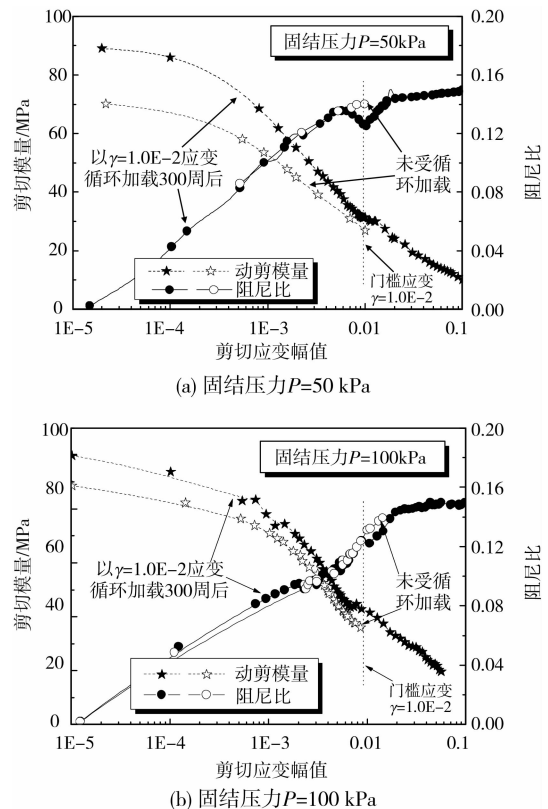 固结压力P=50kPa
剪切模量/MPa
100
80
60
40
20
0
0.20
0.16
0.12
0.08
0.04
0.00
阻尼比
以γ=1.0E-2应变
循环加载300周后
未受循
环加载
动剪模量
阻尼比
门槛应变
γ=1.0E-2
1E-5
1E-4
1E-3
0.01
0.1
剪切应变幅值
(a) 固结压力P=50 kPa
固结压力P=100kPa
剪切模量/MPa
100
80
60
40
20
0
0.20
0.16
0.12
0.08
0.04
0.00
阻尼比
以γ=1.0E-2应变
循环加载300周后
未受循
环加载
动剪模量
阻尼比
门槛应变
γ=1.0E-2
1E-5
1E-4
1E-3
0.01
0.1
剪切应变幅值
(b) 固结压力P=100 kPa